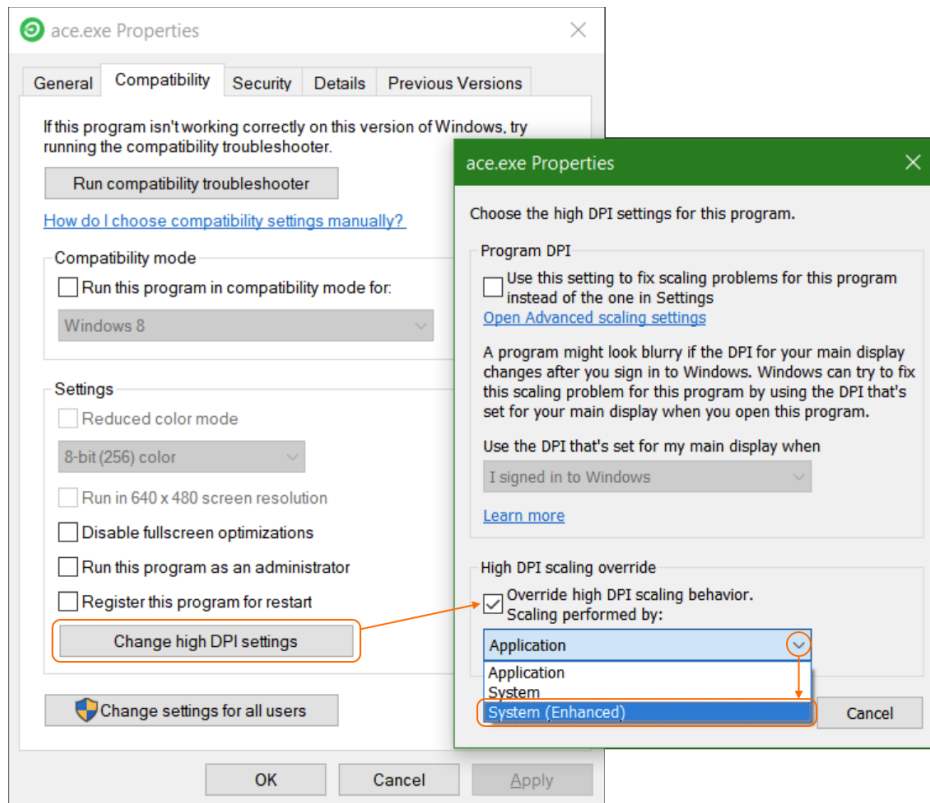 ace.exe Properties
General
Compatibility
Security
Details
Previous Versions
If this program isn't working correctly on this version of Windows, try
running the compatibility troubleshooter.
Run compatibility troubleshooter
How do I choose compatibility settings manually?
Compatibility mode
Run this program in compatibility mode for:
Windows 8
Settings
Reduced color mode
8-bit (256) color
Run in 640 x 480 screen resolution
Disable fullscreen optimizations
Run this program as an administrator
Register this program for restart
Change high DPI settings
Change settings for all users
OK
Cancel
Apply
ace.exe Properties
Choose the high DPI settings for this program.
Program DPI
Use this setting to fix scaling problems for this program
instead of the one in Settings
Open Advanced scaling settings
A program might look blurry if the DPI for your main display
changes after you sign in to Windows. Windows can try to fix
this scaling problem for this program by using the DPI that's
set for your main display when you open this program.
Use the DPI that's set for my main display when
I signed in to Windows
Learn more
High DPI scaling override
Override high DPI scaling behavior.
Scaling performed by:
Application
Application
System
System (Enhanced)
Cancel